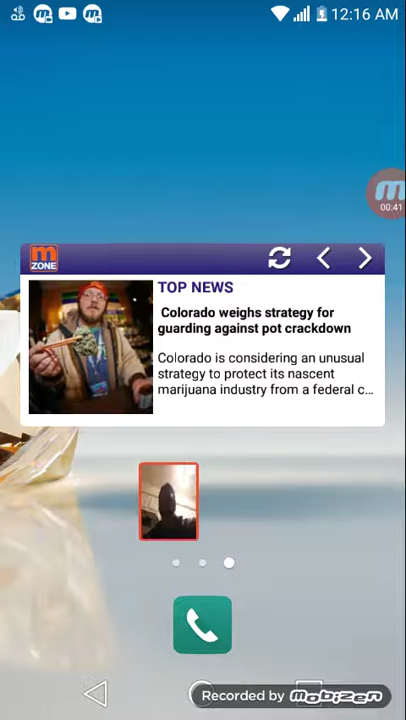 12:16 AM
00:41
m
ZONE
TOP NEWS
Colorado weighs strategy for
guarding against pot crackdown
Colorado is considering an unusual
strategy to protect its nascent
marijuana industry from a federal c...
Recorded by mobizen